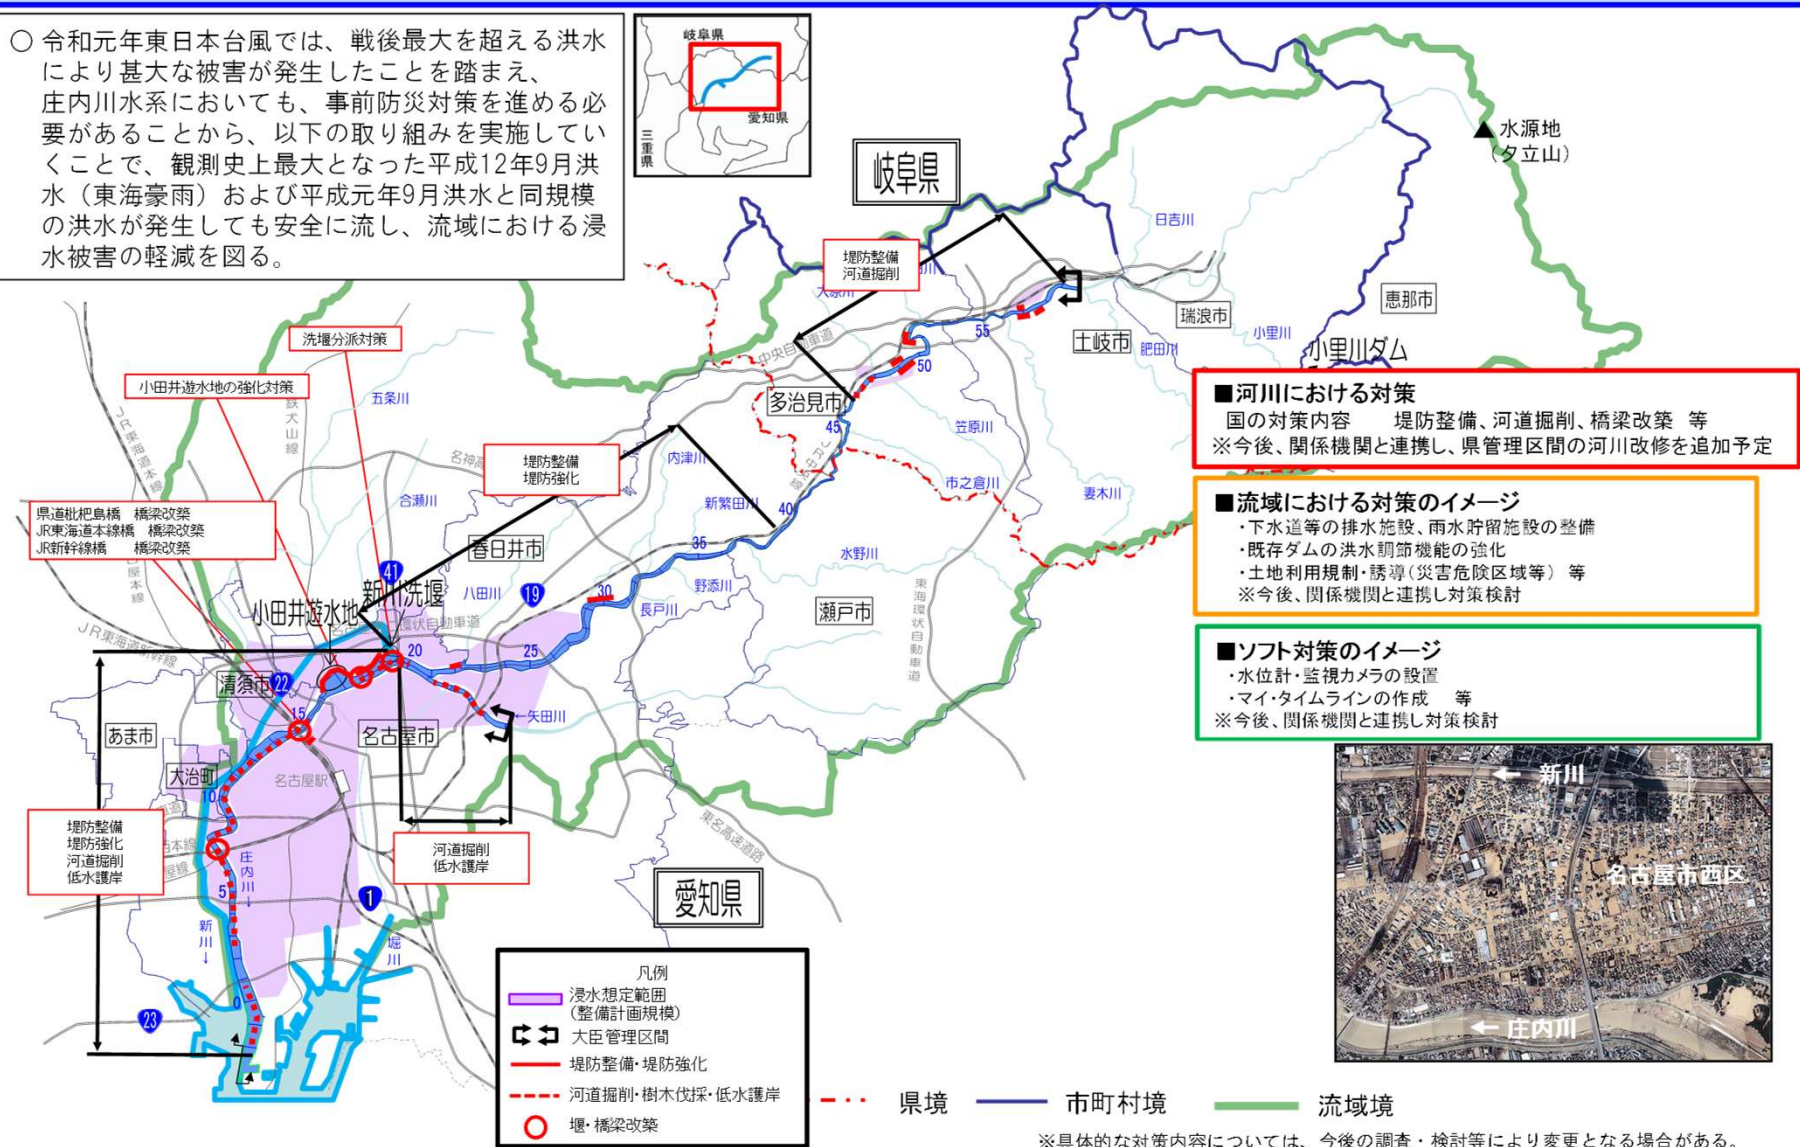 ○ 令和元年東日本台風では、戦後最大を超える洪水
により甚大な被害が発生したことを踏まえ、
庄内川水系においても、事前防災対策を進める必
要があることから、以下の取り組みを実施してい
くことで、観測史上最大となった平成12年9月洪
水（東海豪雨）および平成元年9月洪水と同規模
の洪水が発生しても安全に流し、流域における浸
水被害の軽減を図る。
岐阜県
愛知県
三重県
岐阜県
▲ 水源地
（夕立山）
日吉川
堤防整備
河道掘削
恵那市
瑞浪市
小里川
土岐市
肥田川
小里川ダム
55
50
中央自動車道
多治見市
45
笠原川
JR中央線
市之倉川
妻木川
洗堰分派対策
小田井遊水地の強化対策
五条川
JR東海道本線
堤防整備
堤防強化
内津川
新繁田川
40
合瀬川
県道枇杷島橋　橋梁改築
JR東海道本線橋　橋梁改築
JR新幹線橋　　橋梁改築
春日井市
35
水野川
41
新川洗堰
八田川
19
30
野添川
長戸川
瀬戸市
東海環状自動車道
小田井遊水地
JR東海道新幹線
20
25
清須市
22
15
←矢田川
あま市
名古屋市
大治町
名古屋駅
10
堤防整備
堤防強化
河道掘削
低水護岸
庄内川→
5
河道掘削
低水護岸
東名高速道路
愛知県
1
新川→
堀川
0
23
■河川における対策
国の対策内容　　堤防整備、河道掘削、橋梁改築　等
※今後、関係機関と連携し、県管理区間の河川改修を追加予定
■流域における対策のイメージ
・下水道等の排水施設、雨水貯留施設の整備
・既存ダムの洪水調節機能の強化
・土地利用規制・誘導（災害危険区域等）　等
※今後、関係機関と連携し対策検討
■ソフト対策のイメージ
・水位計・監視カメラの設置
・マイ・タイムラインの作成　等
※今後、関係機関と連携し対策検討
← 新川
名古屋市西区
← 庄内川
凡例
浸水想定範囲
（整備計画規模）
大臣管理区間
堤防整備・堤防強化
河道掘削・樹木伐採・低水護岸
堰・橋梁改築
県境
市町村境
流域境
※具体的な対策内容については、今後の調査・検討等により変更となる場合がある。